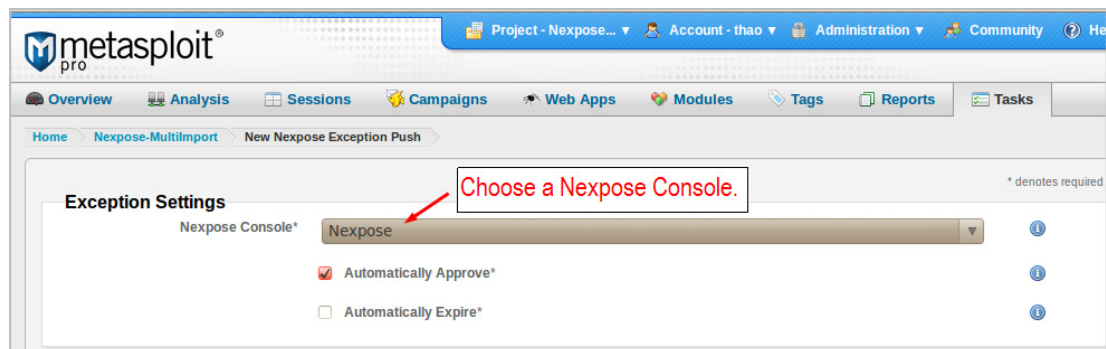 metasploit®
pro
Project - Nexpose... ▾ Account - thao ▾ Administration ▾ Community He
Overview Analysis Sessions Campaigns Web Apps Modules Tags Reports Tasks
Home Nexpose-MultiImport New Nexpose Exception Push
Choose a Nexpose Console.
* denotes required
Exception Settings
Nexpose Console* Nexpose
Automatically Approve*
Automatically Expire*